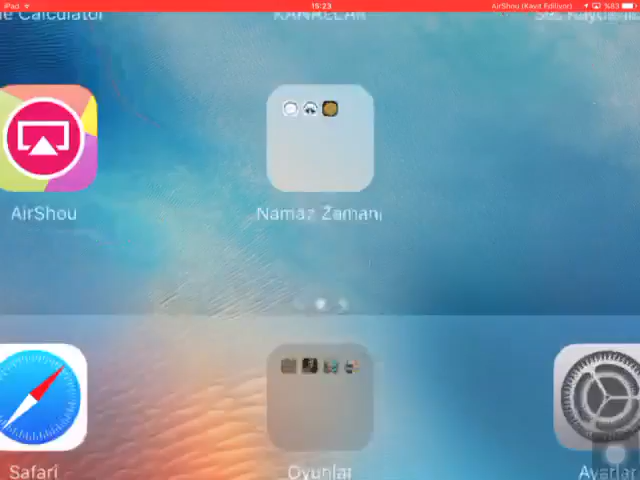 iPad 15:23 AirShou (Kayıt Ediliyor) %83
Calculator
AirShou Namaz Zamanı
Safari Oyunlar Ayarlar